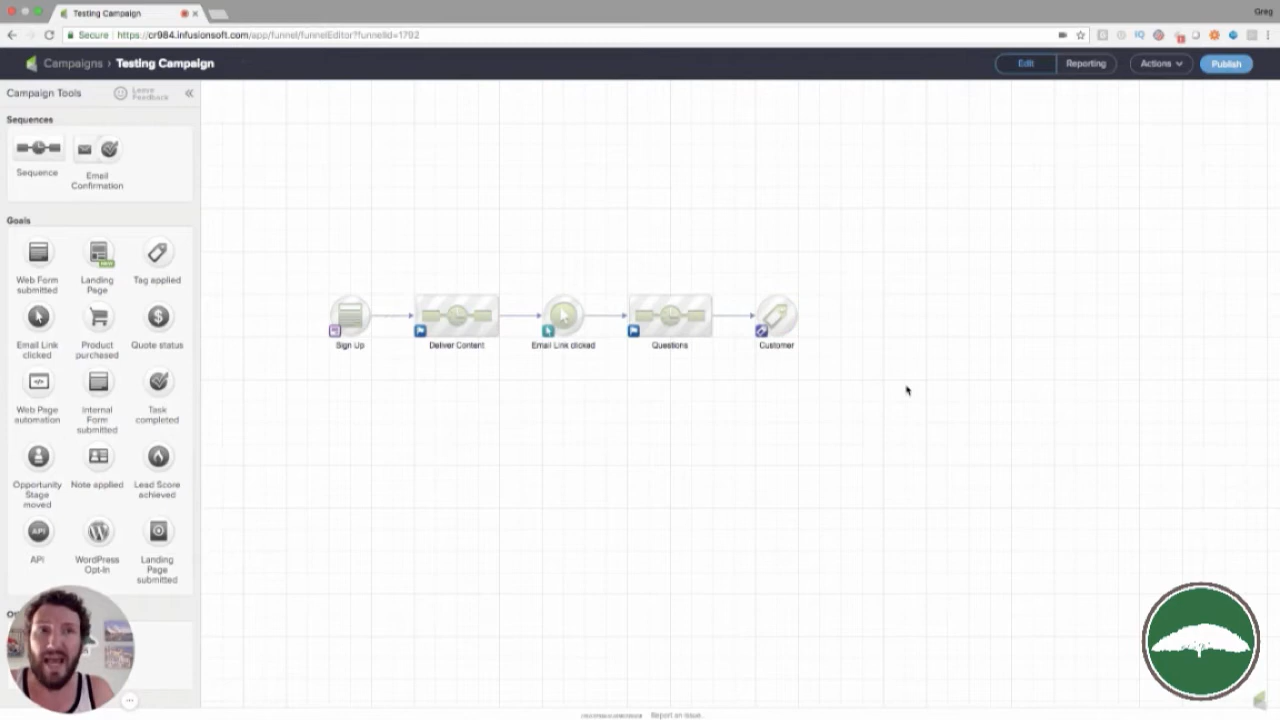 Testing Campaign
Greg
Secure
https://cr984.infusionsoft.com/app/funnel/funnelEditor?funnelId=1792
Campaigns › Testing Campaign
Edit
Reporting
Actions
Publish
Campaign Tools
Leave
Feedback
Sequences
Sequence
Email
Confirmation
Goals
Web Form
submitted
NEW
Landing
Page
Tag applied
Email Link
clicked
Product
purchased
Quote status
Web Page
automation
Internal
Form
submitted
Task
completed
Opportunity
Stage
moved
Note applied
Lead Score
achieved
API
API
WordPress
Opt-In
Landing
Page
submitted
Sign Up
Deliver Content
Email Link clicked
Questions
Customer
Report an issue.